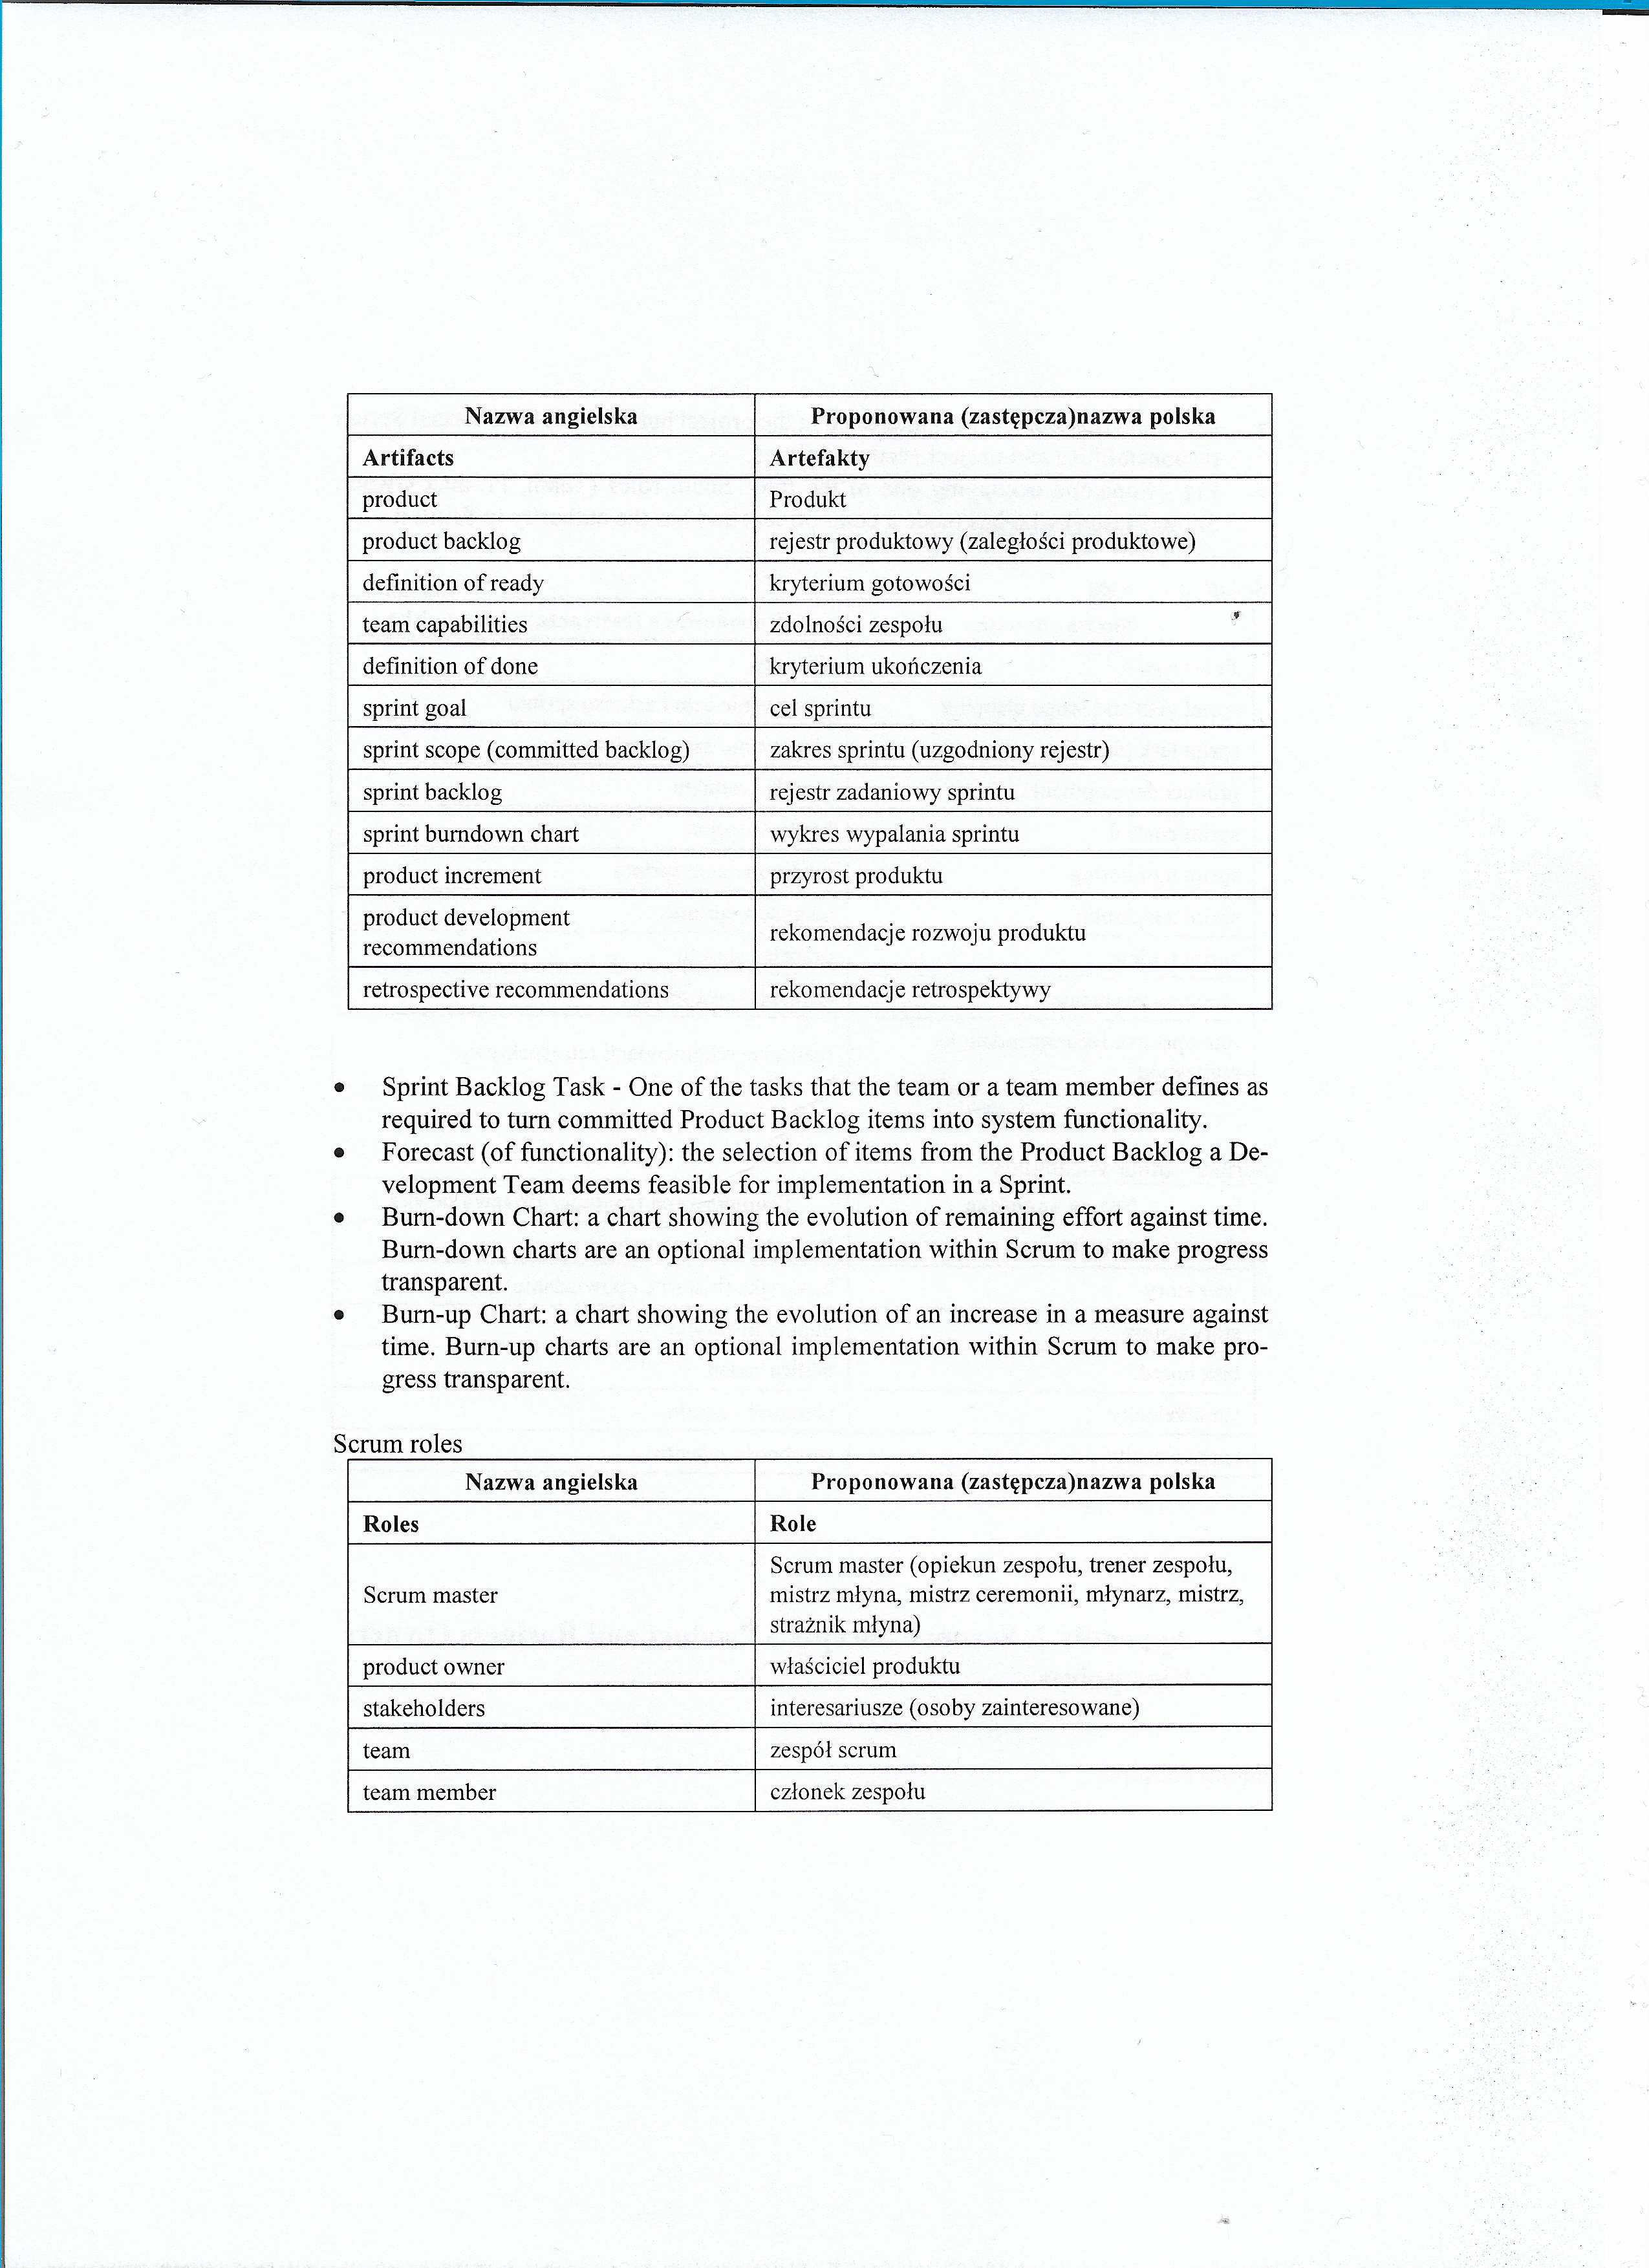 Nazwa angielska Proponowana (zastępcza)nazwa polska
Artifacts Artefakty
product Produkt
product backlog rejestr produktowy (zaległości produktowe)
definition of ready kryterium gotowości
team capabilities zdolności zespołu
definition of done kryterium ukończenia
sprint goal cel sprintu
sprint scope (committed backlog) zakres sprintu (uzgodniony rejestr)
sprint backlog rejestr zadaniowy sprintu
sprint burndown chart wykres wypalania sprintu
product increment przyrost produktu
product development
recommendations rekomendacje rozwoju produktu
retrospective recommendations rekomendacje retrospektywy
• Sprint Backlog Task - One of the tasks that the team or a team member defines as
required to turn committed Product Backlog items into system functionality.
• Forecast (of functionality): the selection of items from the Product Backlog a De-
velopment Team deems feasible for implementation in a Sprint.
• Burn-down Chart: a chart showing the evolution of remaining effort against time.
Burn-down charts are an optional implementation within Scrum to make progress
transparent.
• Burn-up Chart: a chart showing the evolution of an increase in a measure against
time. Burn-up charts are an optional implementation within Scrum to make pro-
gress transparent.
Scrum roles
Nazwa angielska Proponowana (zastępcza)nazwa polska
Roles Role
Scrum master Scrum master (opiekun zespołu, trener zespołu,
mistrz młyna, mistrz ceremonii, młynarz, mistrz,
strażnik młyna)
product owner właściciel produktu
stakeholders interesariusze (osoby zainteresowane)
team zespół scrum
team member członek zespołu